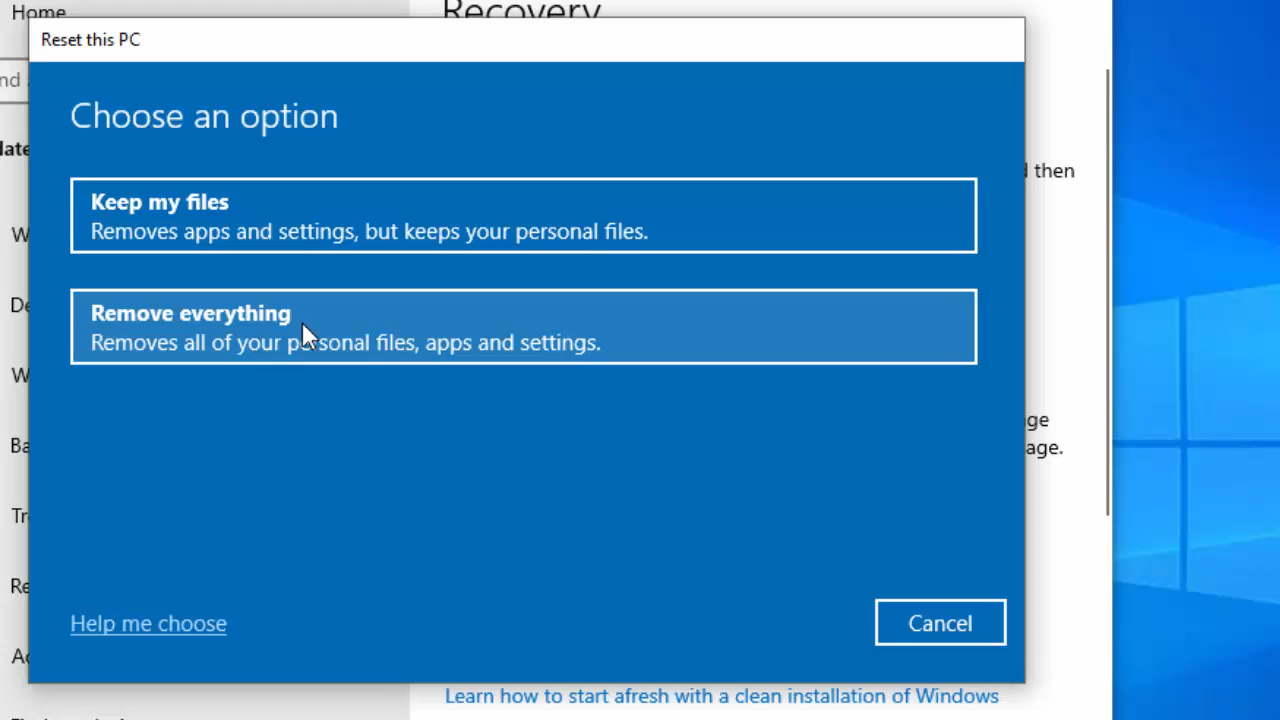 Home
Recovery
Reset this PC
Choose an option
then
Keep my files
Removes apps and settings, but keeps your personal files.
Remove everything
Removes all of your personal files, apps and settings.
age.
Help me choose
Cancel
Learn how to start afresh with a clean installation of Windows